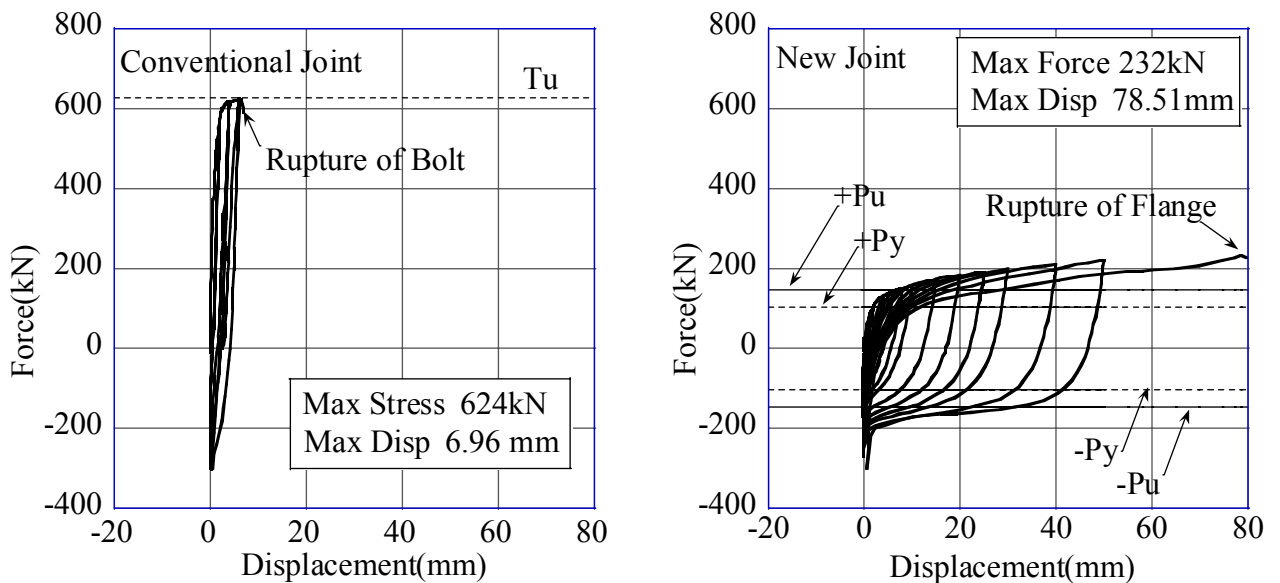 800
600
400
200
0
-200
-400
-20 0 20 40 60 80
Force(kN)
Displacement(mm)
Conventional Joint
Tu
Rupture of Bolt
Max Stress 624kN
Max Disp 6.96 mm
800
600
400
200
0
-200
-400
-20 0 20 40 60 80
Force(kN)
Displacement(mm)
New Joint
Max Force 232kN
Max Disp 78.51mm
+Pu
+Py
Rupture of Flange
-Py
-Pu